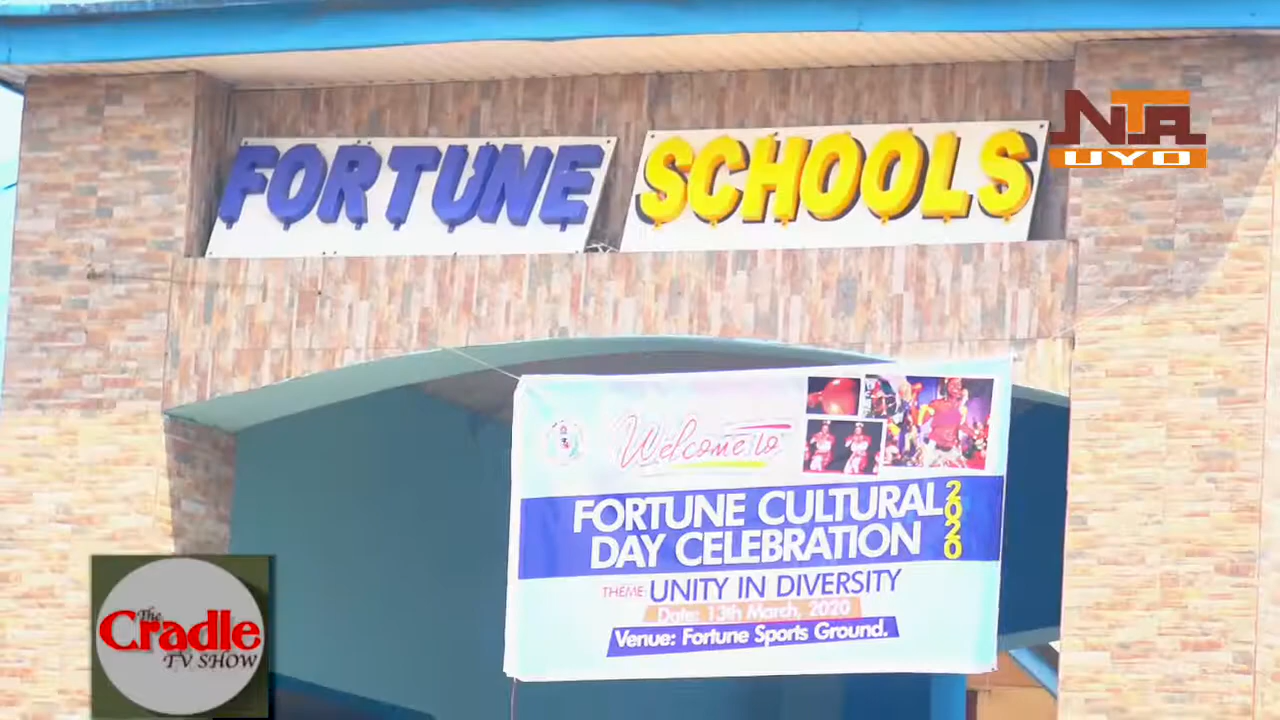 FORTUNE SCHOOLS
NTA
UYO
Welcome to
FORTUNE CULTURAL
DAY CELEBRATION
2020
THEME: UNITY IN DIVERSITY
Date: 13th March, 2020
Venue: Fortune Sports Ground.
The
Cradle
TV SHOW